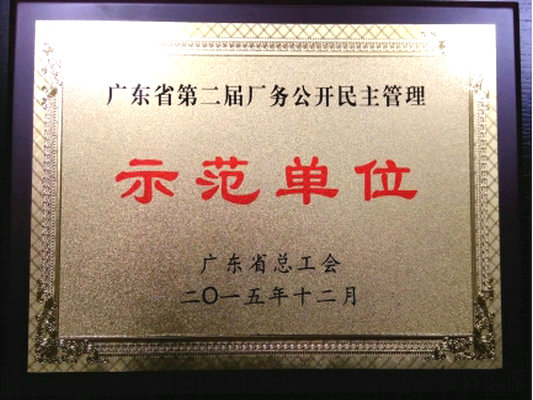 广东省第二届厂务公开民主管理
示范单位
广东省总工会
二〇一五年十二月